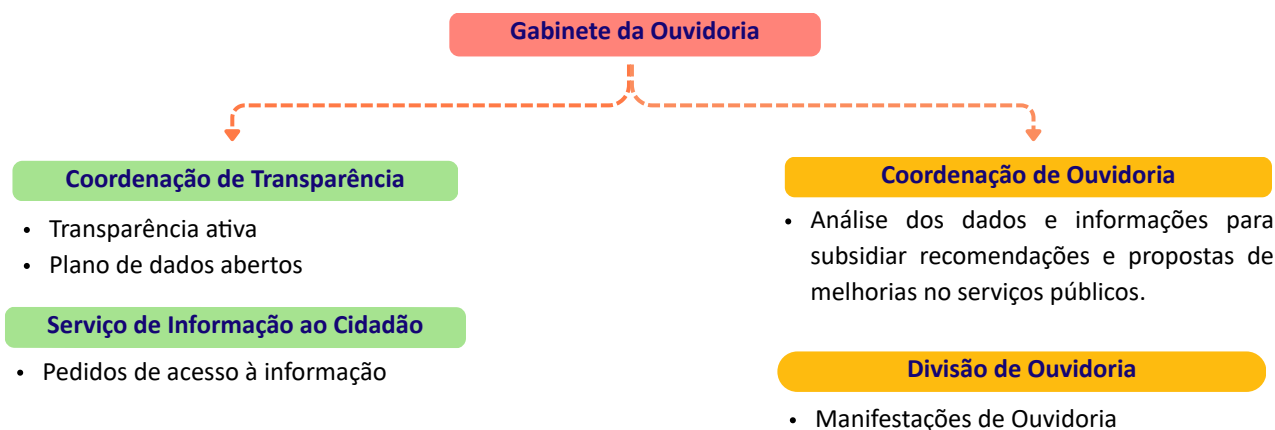 Gabinete da Ouvidoria
Coordenação de Transparência
• Transparência ativa
• Plano de dados abertos
Serviço de Informação ao Cidadão
• Pedidos de acesso à informação
Coordenação de Ouvidoria
• Análise dos dados e informações para
subsidiar recomendações e propostas de
melhorias no serviços públicos.
Divisão de Ouvidoria
• Manifestações de Ouvidoria